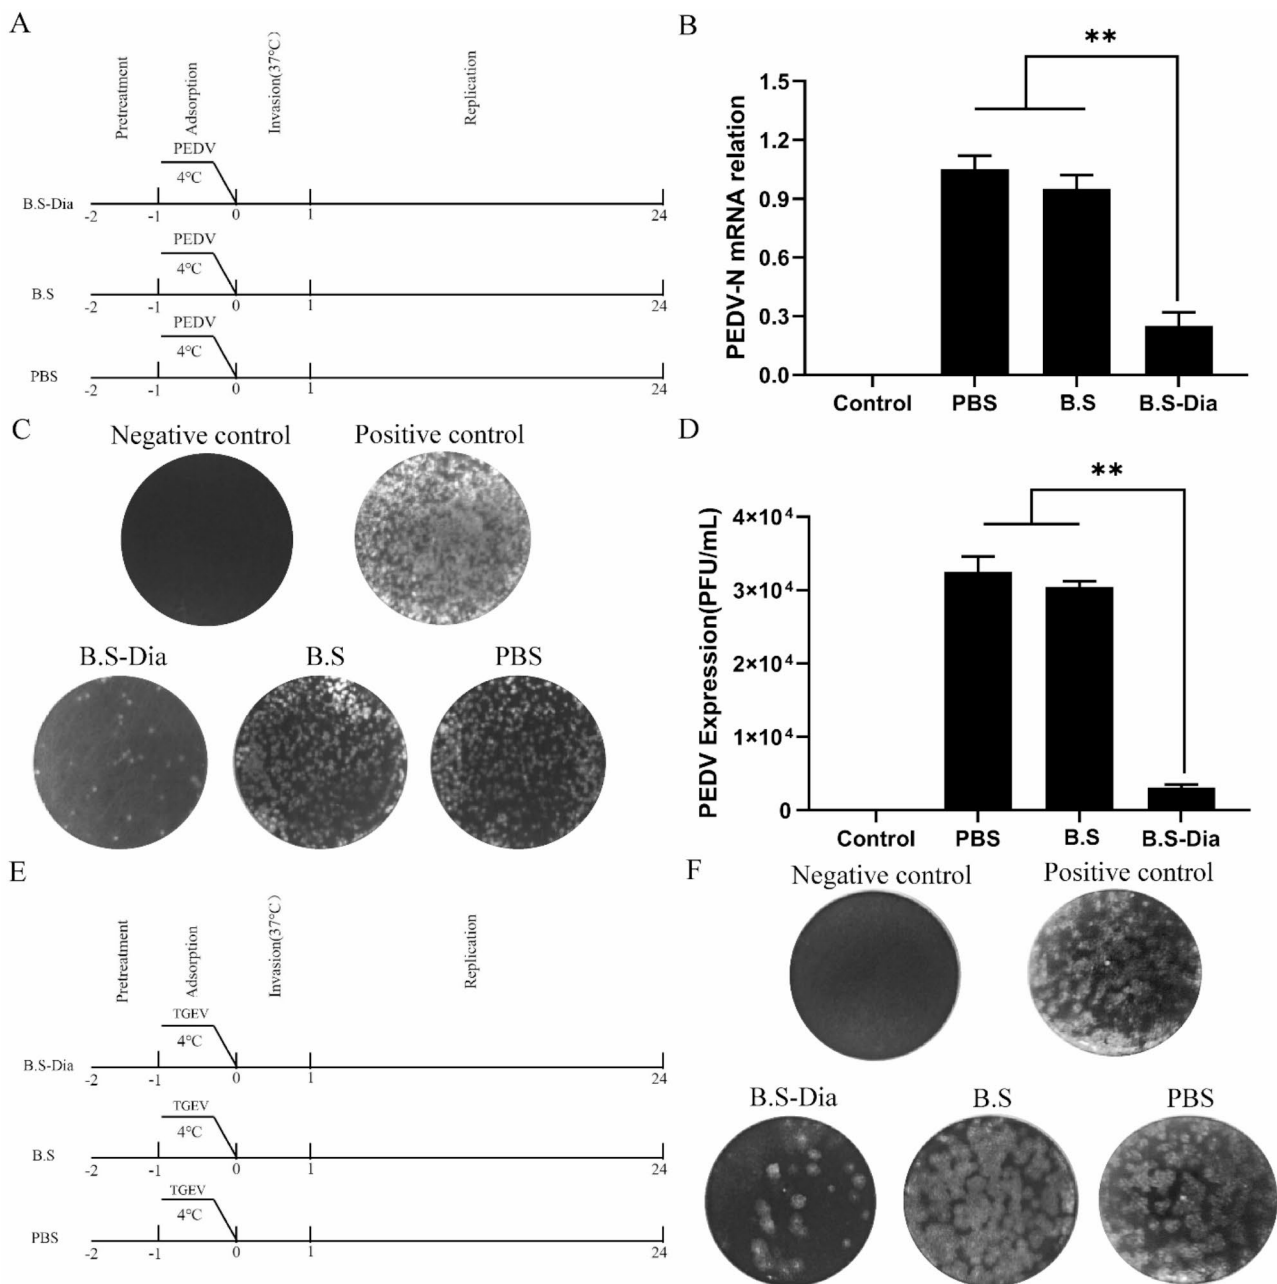 A
Pretreatment
Adsorption
Invasion(37°C)
Replication
PEDV
4°C
B.S-Dia
-2 -1 0 1 24
PEDV
4°C
B.S
-2 -1 0 1 24
PEDV
4°C
PBS
-2 -1 0 1 24
B
**
PEDV-N mRNA relation
1.5
1.2
0.9
0.6
0.3
0.0
Control PBS B.S B.S-Dia
C
Negative control Positive control
B.S-Dia B.S PBS
D
**
PEDV Expression(PFU/mL)
4×10⁴
3×10⁴
2×10⁴
1×10⁴
0
Control PBS B.S B.S-Dia
E
Pretreatment
Adsorption
Invasion(37°C)
Replication
TGEV
4°C
B.S-Dia
-2 -1 0 1 24
TGEV
4°C
B.S
-2 -1 0 1 24
TGEV
4°C
PBS
-2 -1 0 1 24
F
Negative control Positive control
B.S-Dia B.S PBS